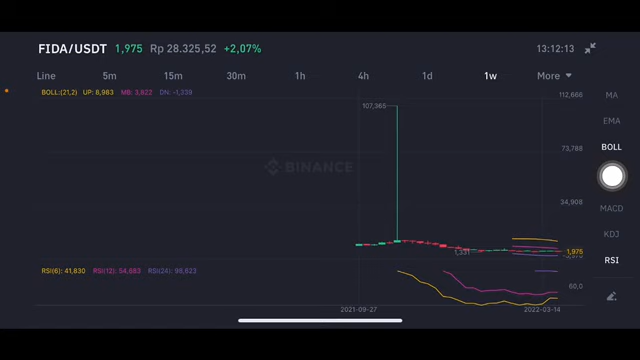 FIDA/USDT 1,975 Rp 28.325,52 +2,07% 13:12:13
Line 5m 15m 30m 1h 4h 1d 1w More
BOLL:(21,2) UP: 8,983 MB: 3,822 DN: -1,339
112,666
MA
107,365
EMA
73,788
BOLL
BINANCE
34,908
MACD
KDJ
1,331
1,975
RSI
RSI(6): 41,830 RSI(12): 54,663 RSI(24): 98,623
60,0
2021-09-27 2022-03-14